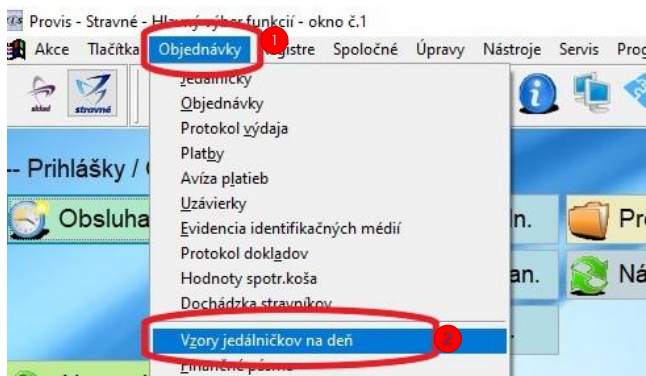 Provis - Stravné - Hlavný výber funkcií - okno č.1
Akce Tlačítka Objednávky Registre Spoločné Úpravy Nástroje Servis
1
sklad stravné
Jedálničky
Objednávky
Protokol výdaja
Platby
Avíza platieb
Uzávierky
Evidencia identifikačných médií
Protokol dokladov
Hodnoty spotr.koša
Dochádzka stravníkov
Vzory jedálničkov na deň
2
Finančné pásma
-- Prihlášky /
Obsluha